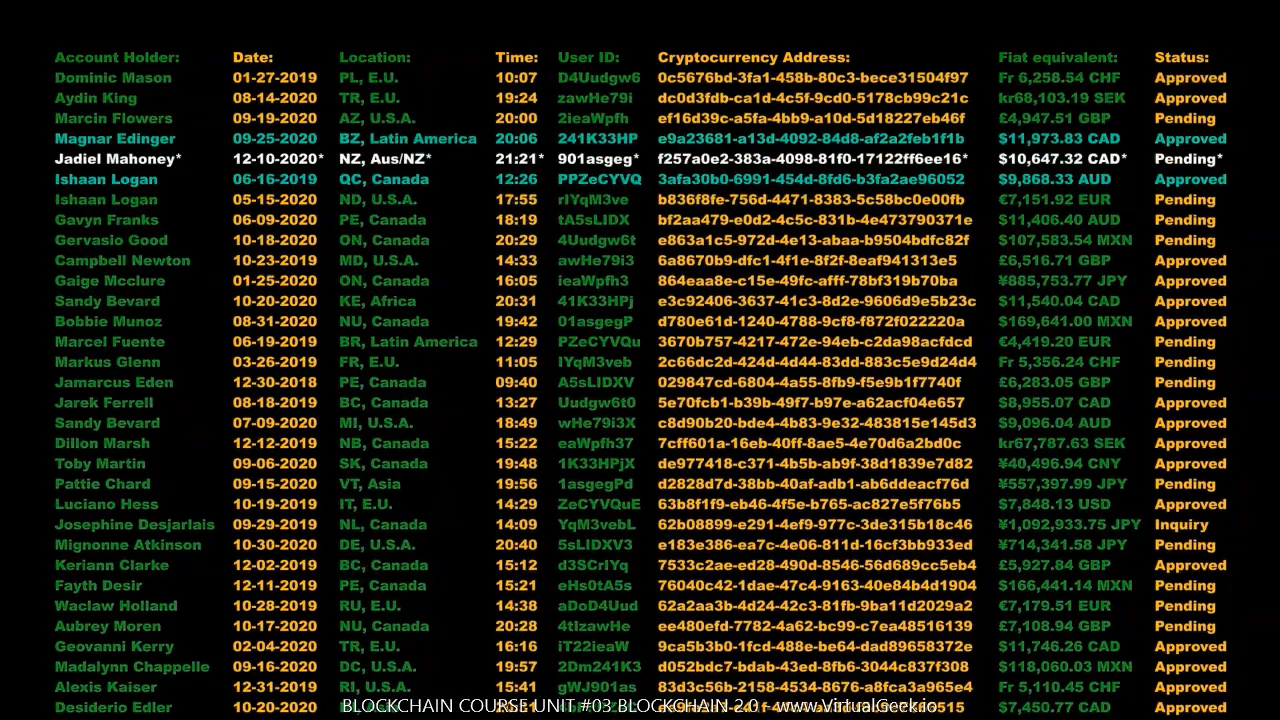 Account Holder: Date: Location: Time: User ID: Cryptocurrency Address: Fiat equivalent: Status:
Dominic Mason 01-27-2019 PL, E.U. 10:07 D4Uudgw6 0c5676bd-3fa1-458b-80c3-bece31504f97 Fr 6,258.54 CHF Approved
Aydin King 08-14-2020 TR, E.U. 19:24 zawHe79i dc0d3fdb-ca1d-4c5f-9cd0-5178cb99c21c kr68,103.19 SEK Approved
Marcin Flowers 09-19-2020 AZ, U.S.A. 20:00 2ieaWpfh ef16d39c-a5fa-4bb9-a10d-5d18227eb46f £4,947.51 GBP Pending
Magnar Edinger 09-25-2020 BZ, Latin America 20:06 241K33HP e9a23681-a13d-4092-84d8-af2a2feb1f1b $11,973.83 CAD Approved
Jadiel Mahoney* 12-10-2020* NZ, Aus/NZ* 21:21* 901asgeg* f257a0e2-383a-4098-81f0-17122ff6ee16* $10,647.32 CAD* Pending*
Ishaan Logan 06-16-2019 QC, Canada 12:26 PPZeCYVQ 3afa30b0-6991-454d-8fd6-b3fa2ae96052 $9,868.33 AUD Approved
Ishaan Logan 05-15-2020 ND, U.S.A. 17:55 rIYqM3ve b836f8fe-756d-4471-8383-5c58bc0e00fb €7,151.92 EUR Pending
Gavyn Franks 06-09-2020 PE, Canada 18:19 tA5sLIDX bf2aa479-e0d2-4c5c-831b-4e473790371e $11,406.40 AUD Pending
Gervasio Good 10-18-2020 ON, Canada 20:29 4Uudgw6t e863a1c5-972d-4e13-abaa-b9504bdfc82f $107,583.54 MXN Pending
Campbell Newton 10-23-2019 MD, U.S.A. 14:33 awHe79i3 6a8670b9-dfc1-4f1e-8f2f-8eaf941313e5 £6,516.71 GBP Approved
Gaige Mcclure 01-25-2020 ON, Canada 16:05 ieaWpfh3 864eaa8e-c15e-49fc-afff-78bf319b70ba ¥885,753.77 JPY Pending
Sandy Bevard 10-20-2020 KE, Africa 20:31 41K33HPj e3c92406-3637-41c3-8d2e-9606d9e5b23c $11,540.04 CAD Approved
Bobbie Munoz 08-31-2020 NU, Canada 19:42 01asgegP d780e61d-1240-4788-9cf8-f872f022220a $169,641.00 MXN Pending
Marcel Fuente 06-19-2019 BR, Latin America 12:29 PZeCYVQu 3670b757-4217-472e-94eb-c2da98acfdcd €4,419.20 EUR Pending
Markus Glenn 03-26-2019 FR, E.U. 11:05 IYqM3veb 2c66dc2d-424d-4d44-83dd-883c5e9d24d4 Fr 5,356.24 CHF Pending
Jamarcus Eden 12-30-2018 PE, Canada 09:40 A5sLIDXV 029847cd-6804-4a55-8fb9-f5e9b1f7740f £6,283.05 GBP Pending
Jarek Ferrell 08-18-2019 BC, Canada 13:27 Uudgw6t0 5e70fcb1-b39b-49f7-b97e-a62acf04e657 $8,955.07 CAD Approved
Sandy Bevard 07-09-2020 MI, U.S.A. 18:49 wHe79i3X c8d90b20-bde4-4b83-9e32-483815e145d3 $9,096.04 AUD Approved
Dillon Marsh 12-12-2019 NB, Canada 15:22 eaWpfh37 7cff601a-16eb-40ff-8ae5-4e70d6a2bd0c kr67,787.63 SEK Approved
Toby Martin 09-06-2020 SK, Canada 19:48 1K33HPjX de977418-c371-4b5b-ab9f-38d1839e7d82 ¥40,496.94 CNY Approved
Pattie Chard 09-15-2020 VT, Asia 19:56 1asgegPd d2828d7d-38bb-40af-adb1-ab6ddeacf76d ¥557,397.99 JPY Pending
Luciano Hess 10-19-2019 IT, E.U. 14:29 ZeCYVQuE 63b8f1f9-eb46-4f5e-b765-ac827e5f76b5 $7,848.13 USD Approved
Josephine Desjarlais 09-29-2019 NL, Canada 14:09 YqM3vebL 62b08899-e291-4ef9-977c-3de315b18c46 ¥1,092,933.75 JPY Inquiry
Mignonne Atkinson 10-30-2020 DE, U.S.A. 20:40 5sLIDXV3 e183e386-ea7c-4e06-811d-16cf3bb933ed ¥714,341.58 JPY Pending
Keriann Clarke 12-02-2019 BC, Canada 15:12 d3SCrIYq 7533c2ae-ed28-490d-8546-56d689cc5eb4 £5,927.84 GBP Approved
Fayth Desir 12-11-2019 PE, Canada 15:21 eHs0tA5s 76040c42-1dae-47c4-9163-40e84b4d1904 $166,441.14 MXN Pending
Waclaw Holland 10-28-2019 RU, E.U. 14:38 aDoD4Uud 62a2aa3b-4d24-42c3-81fb-9ba11d2029a2 €7,179.51 EUR Pending
Aubrey Moren 10-17-2020 NU, Canada 20:28 4tIzawHe ee480efd-7782-4a62-bc99-c7ea48516139 £7,108.94 GBP Pending
Geovanni Kerry 02-04-2020 TR, E.U. 16:16 iT22ieaW 9ca5b3b0-1fcd-488e-be64-dad89658372e $11,746.26 CAD Approved
Madalynn Chappelle 09-16-2020 DC, U.S.A. 19:57 2Dm241K3 d052bdc7-bdab-43ed-8fb6-3044c837f308 $118,060.03 MXN Pending
Alexis Kaiser 12-31-2019 RI, U.S.A. 15:41 gWJ901as 83d3c56b-2158-4534-8676-a8fca3a965e4 Fr 5,110.45 CHF Approved
Desiderio Edler 10-20-2020 $7,450.77 CAD Approved
BLOCKCHAIN COURSE UNIT #03 BLOCKCHAIN 2.0 - www.VirtualGeek.io